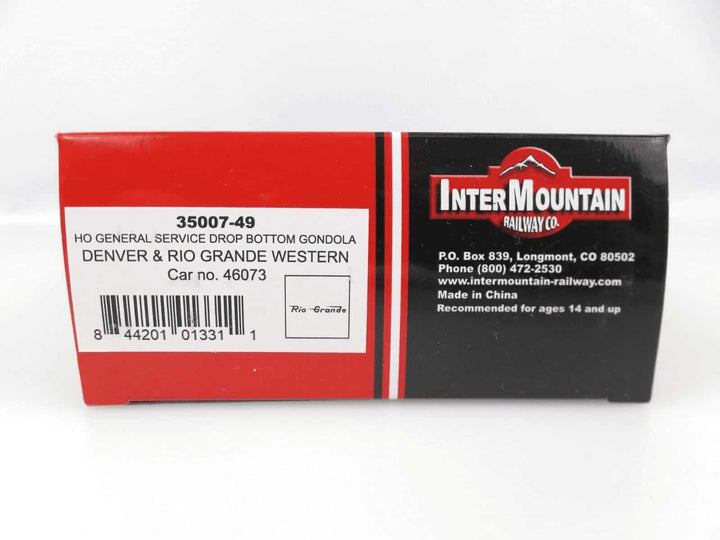 35007-49
HO GENERAL SERVICE DROP BOTTOM GONDOLA
DENVER & RIO GRANDE WESTERN
Car no. 46073
Rio Grande
8 44201 01331 1
INTERMOUNTAIN
RAILWAY CO.
P.O. Box 839, Longmont, CO 80502
Phone (800) 472-2530
www.intermountain-railway.com
Made in China
Recommended for ages 14 and up